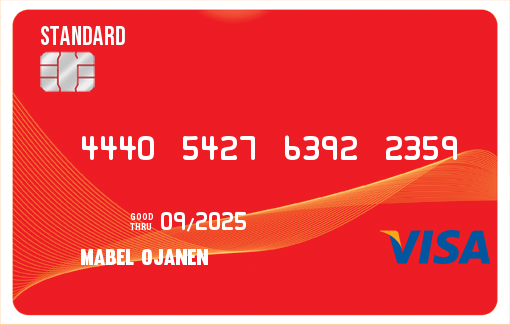 STANDARD
4440 5427 6392 2359
GOOD THRU 09/2025
MABEL OJANEN
VISA